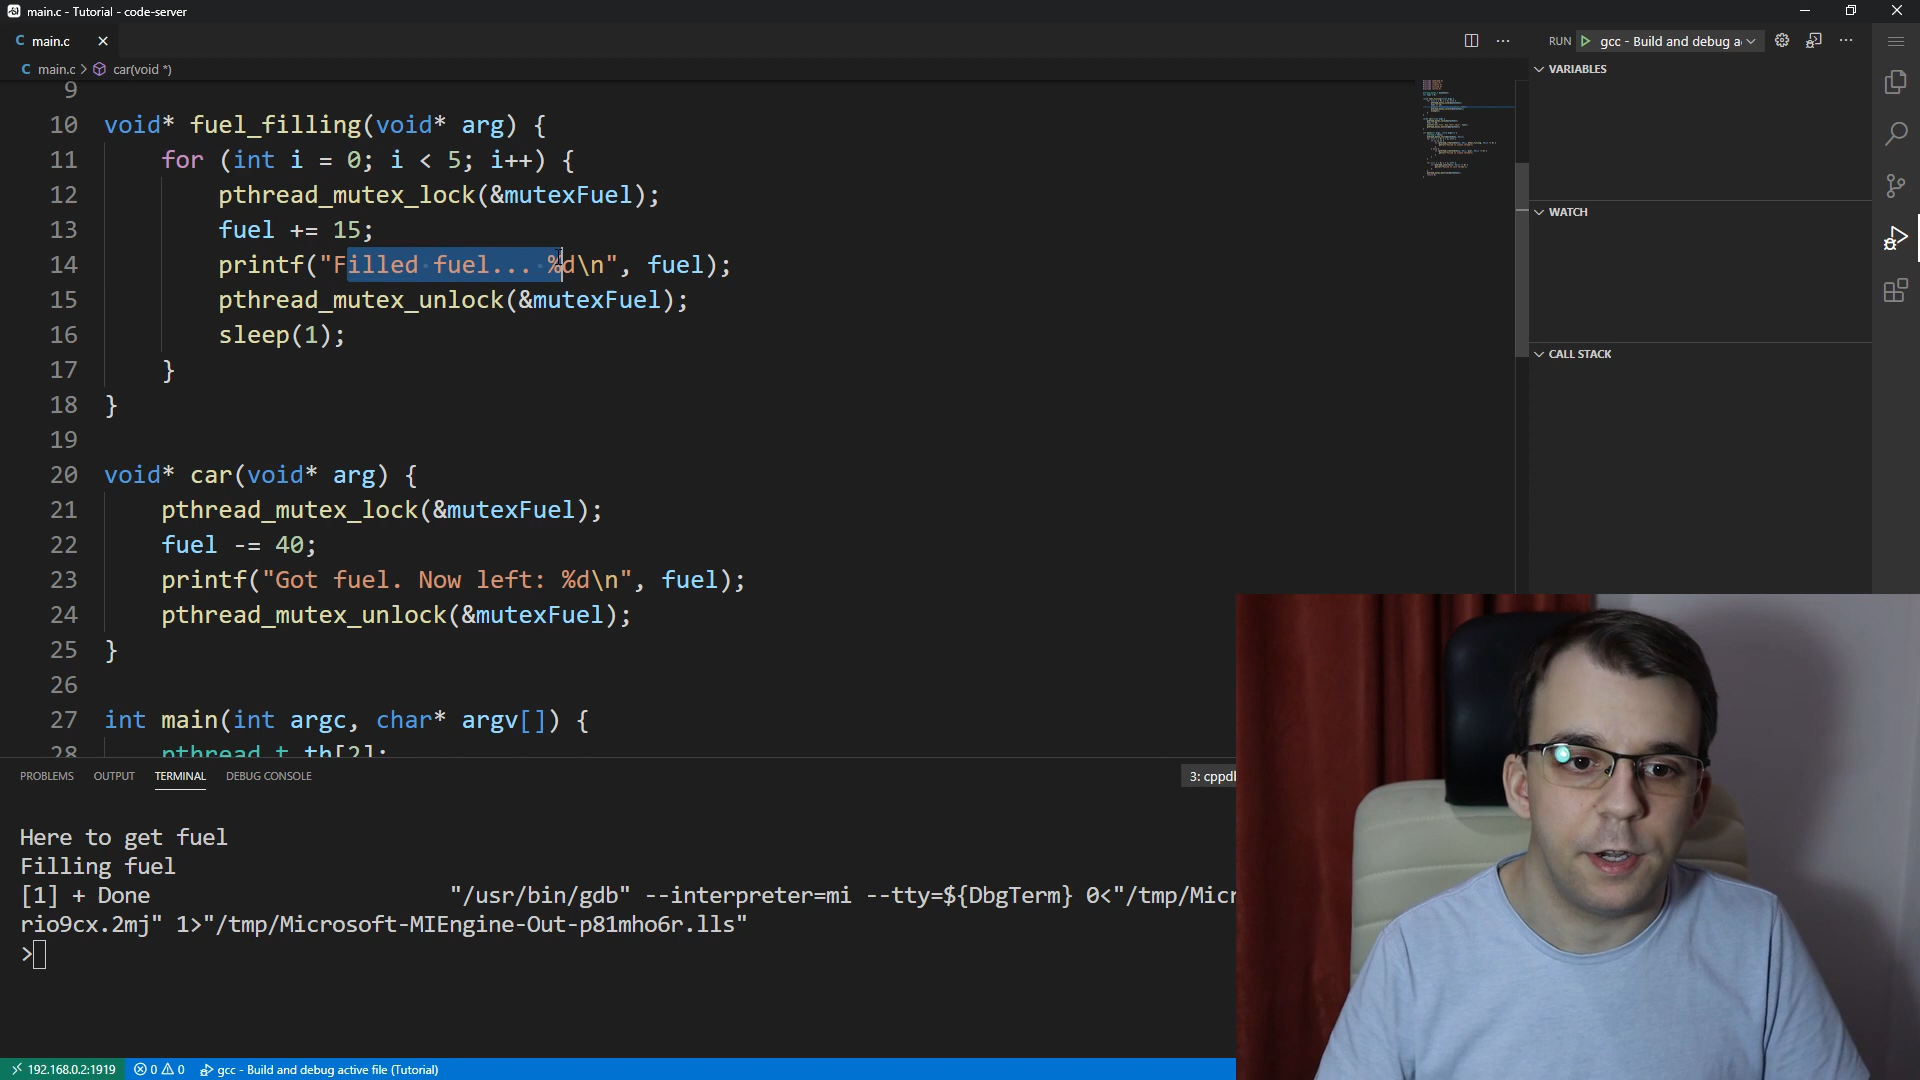 main.c - Tutorial - code-server
C main.c
RUN gcc - Build and debug a
C main.c > car(void *)
VARIABLES
9
10 void* fuel_filling(void* arg) {
11 for (int i = 0; i < 5; i++) {
12 pthread_mutex_lock(&mutexFuel);
13 fuel += 15;
14 printf("Filled fuel... %d\n", fuel);
15 pthread_mutex_unlock(&mutexFuel);
16 sleep(1);
17 }
18 }
19
20 void* car(void* arg) {
21 pthread_mutex_lock(&mutexFuel);
22 fuel -= 40;
23 printf("Got fuel. Now left: %d\n", fuel);
24 pthread_mutex_unlock(&mutexFuel);
25 }
26
27 int main(int argc, char* argv[]) {
28 pthread_t th[2];
WATCH
CALL STACK
PROBLEMS OUTPUT TERMINAL DEBUG CONSOLE
3: cppdb
Here to get fuel
Filling fuel
[1] + Done "/usr/bin/gdb" --interpreter=mi --tty=${DbgTerm} 0<"/tmp/Micr
rio9cx.2mj" 1>"/tmp/Microsoft-MIEngine-Out-p81mho6r.lls"
>
192.168.0.2:1919 0 0 gcc - Build and debug active file (Tutorial)